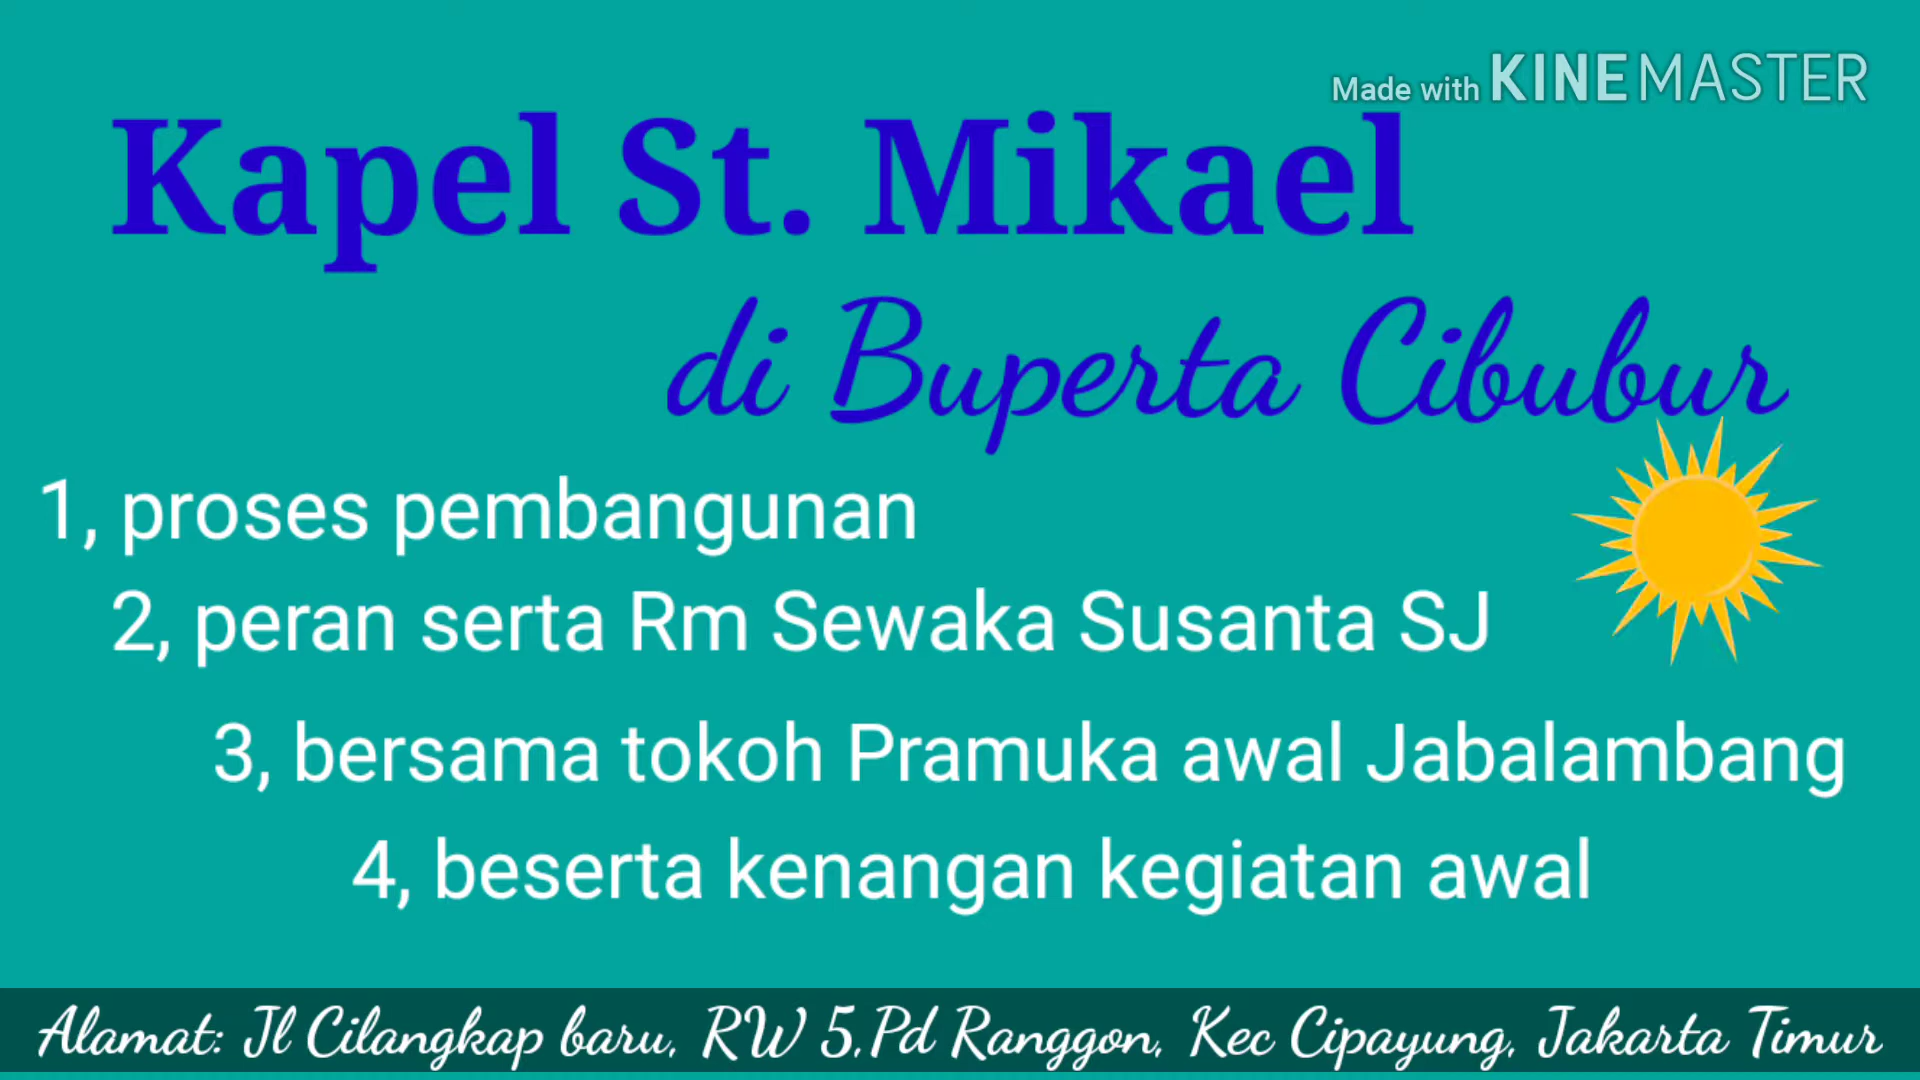 Made with KINEMASTER
Kapel St. Mikael
di Buperta Cibubur
1, proses pembangunan
2, peran serta Rm Sewaka Susanta SJ
3, bersama tokoh Pramuka awal Jabalambang
4, beserta kenangan kegiatan awal
Alamat: Jl Cilangkap baru, RW 5,Pd Ranggon, Kec Cipayung, Jakarta Timur